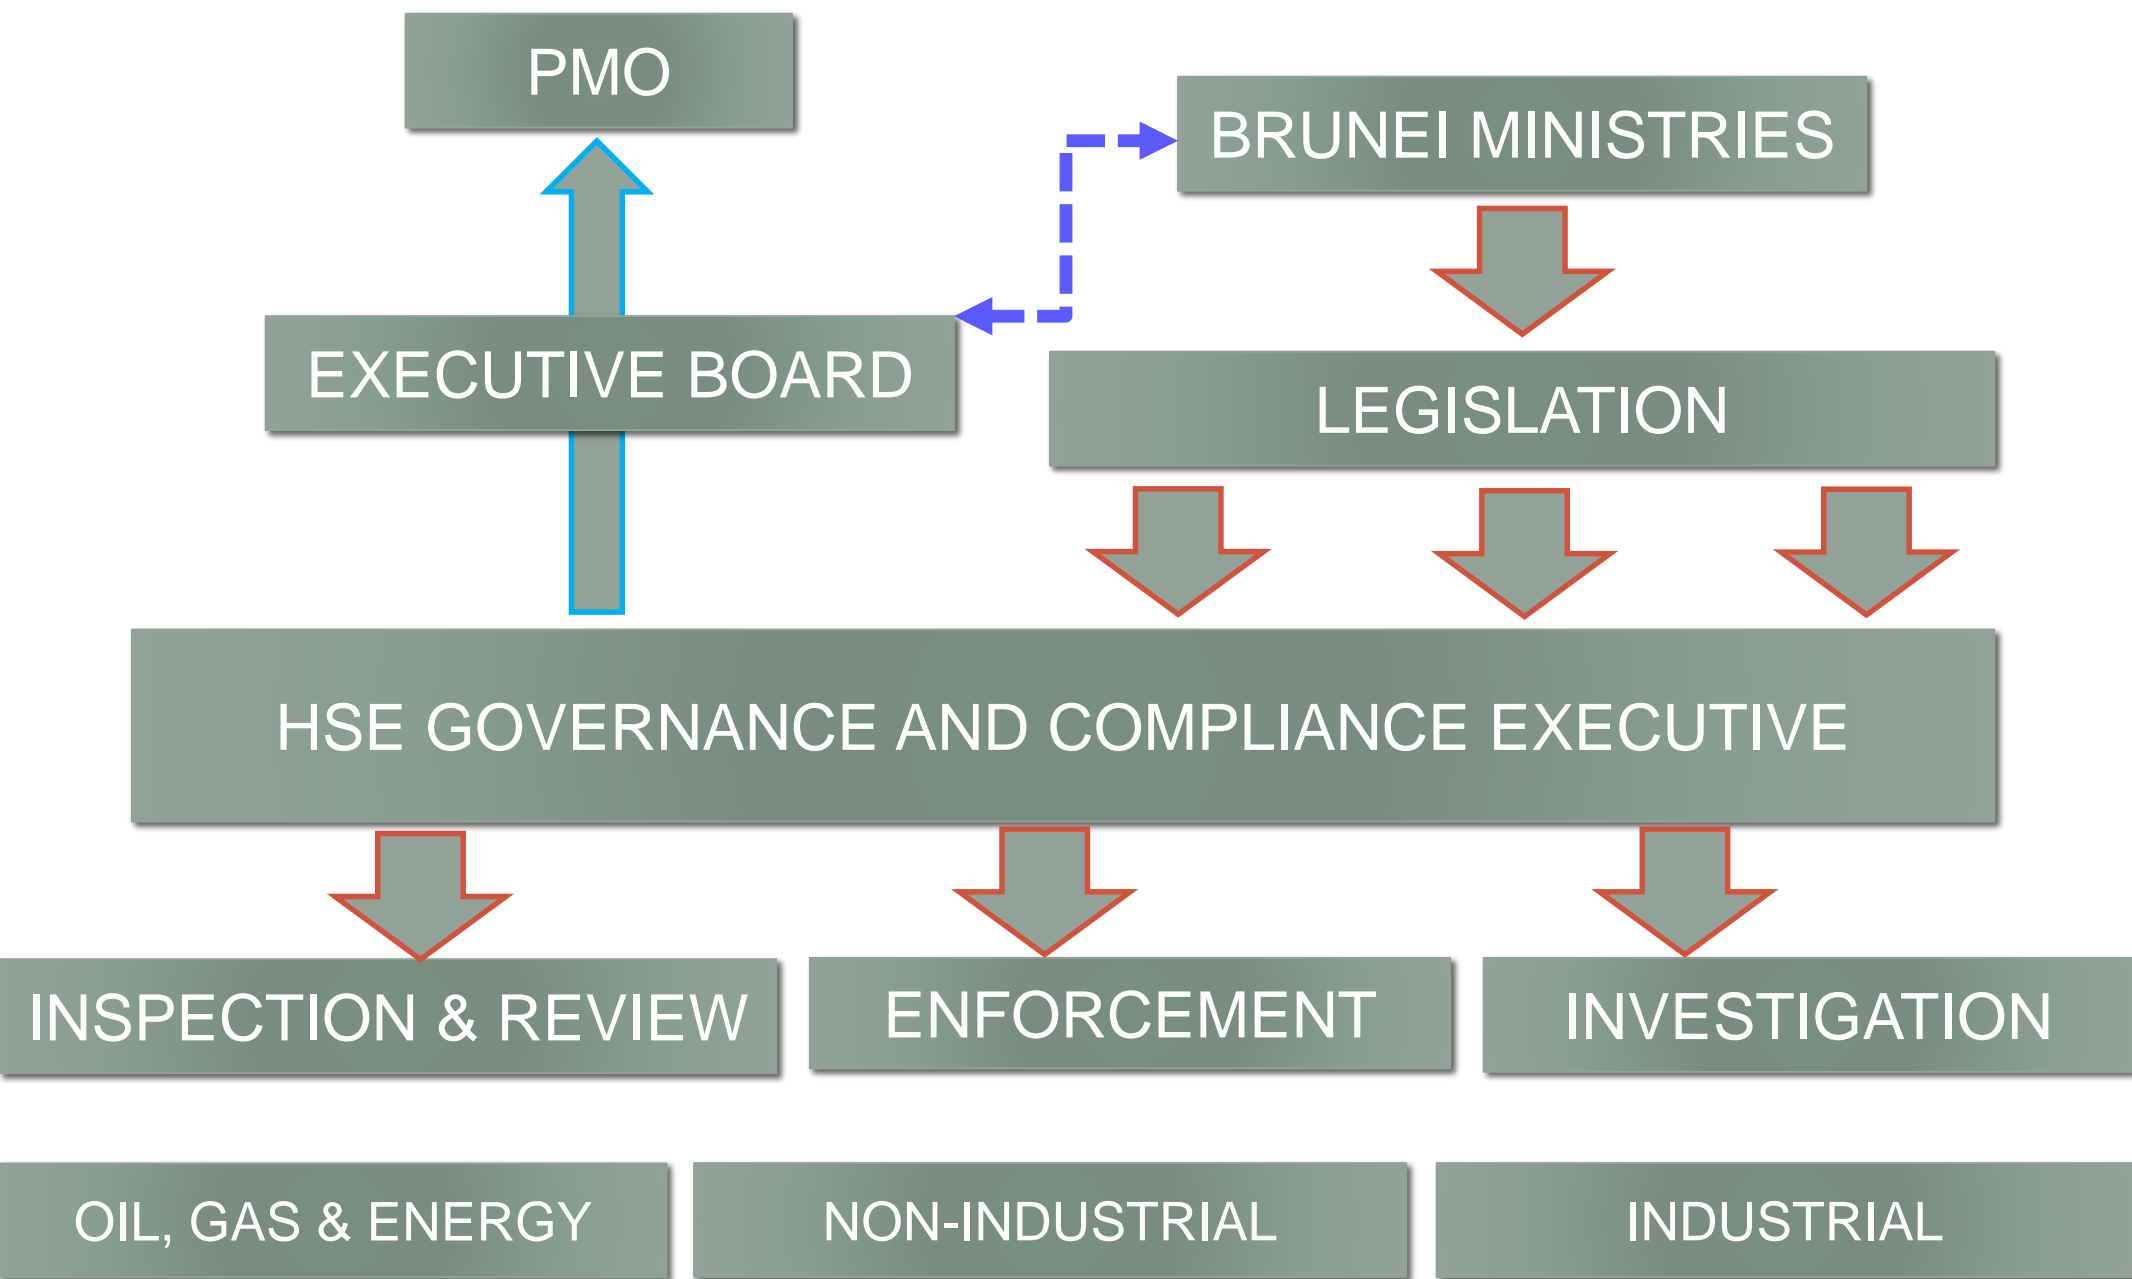 PMO
BRUNEI MINISTRIES
EXECUTIVE BOARD
LEGISLATION
HSE GOVERNANCE AND COMPLIANCE EXECUTIVE
INSPECTION & REVIEW
ENFORCEMENT
INVESTIGATION
OIL, GAS & ENERGY
NON-INDUSTRIAL
INDUSTRIAL